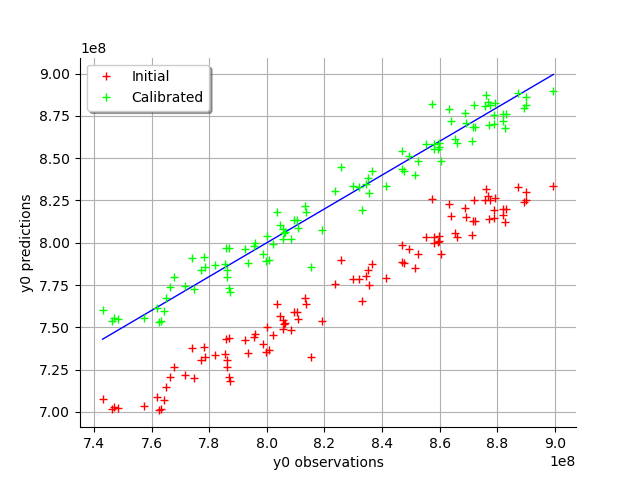 1e8
9.00
8.75
8.50
8.25
8.00
7.75
7.50
7.25
7.00
y0 predictions
Initial
Calibrated
7.4 7.6 7.8 8.0 8.2 8.4 8.6 8.8 9.0
y0 observations
1e8